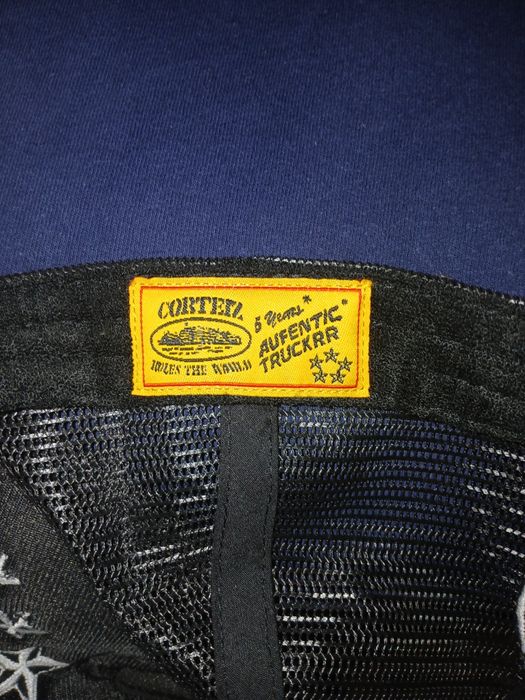 CORTEIZ
RULES THE WORLD
5 Years*
AUFENTIC*
TRUCKRR